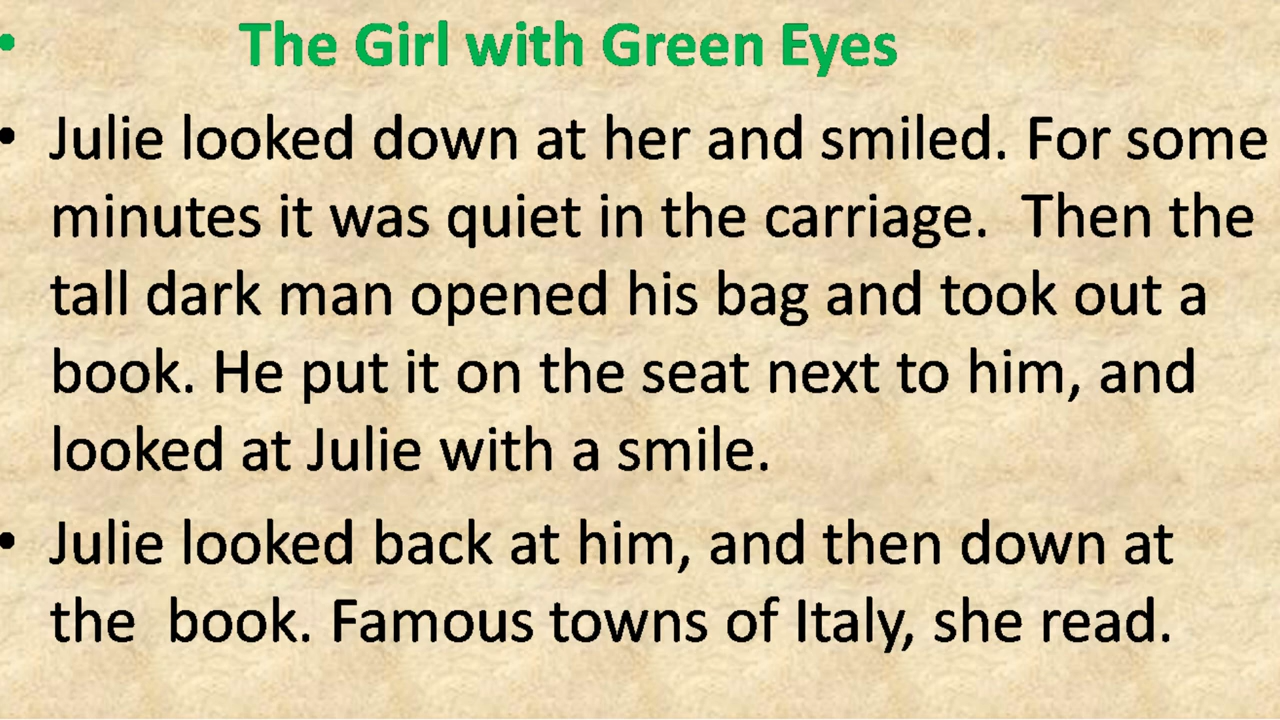 • The Girl with Green Eyes
• Julie looked down at her and smiled. For some
minutes it was quiet in the carriage.  Then the
tall dark man opened his bag and took out a
book. He put it on the seat next to him, and
looked at Julie with a smile.
• Julie looked back at him, and then down at
the  book. Famous towns of Italy, she read.